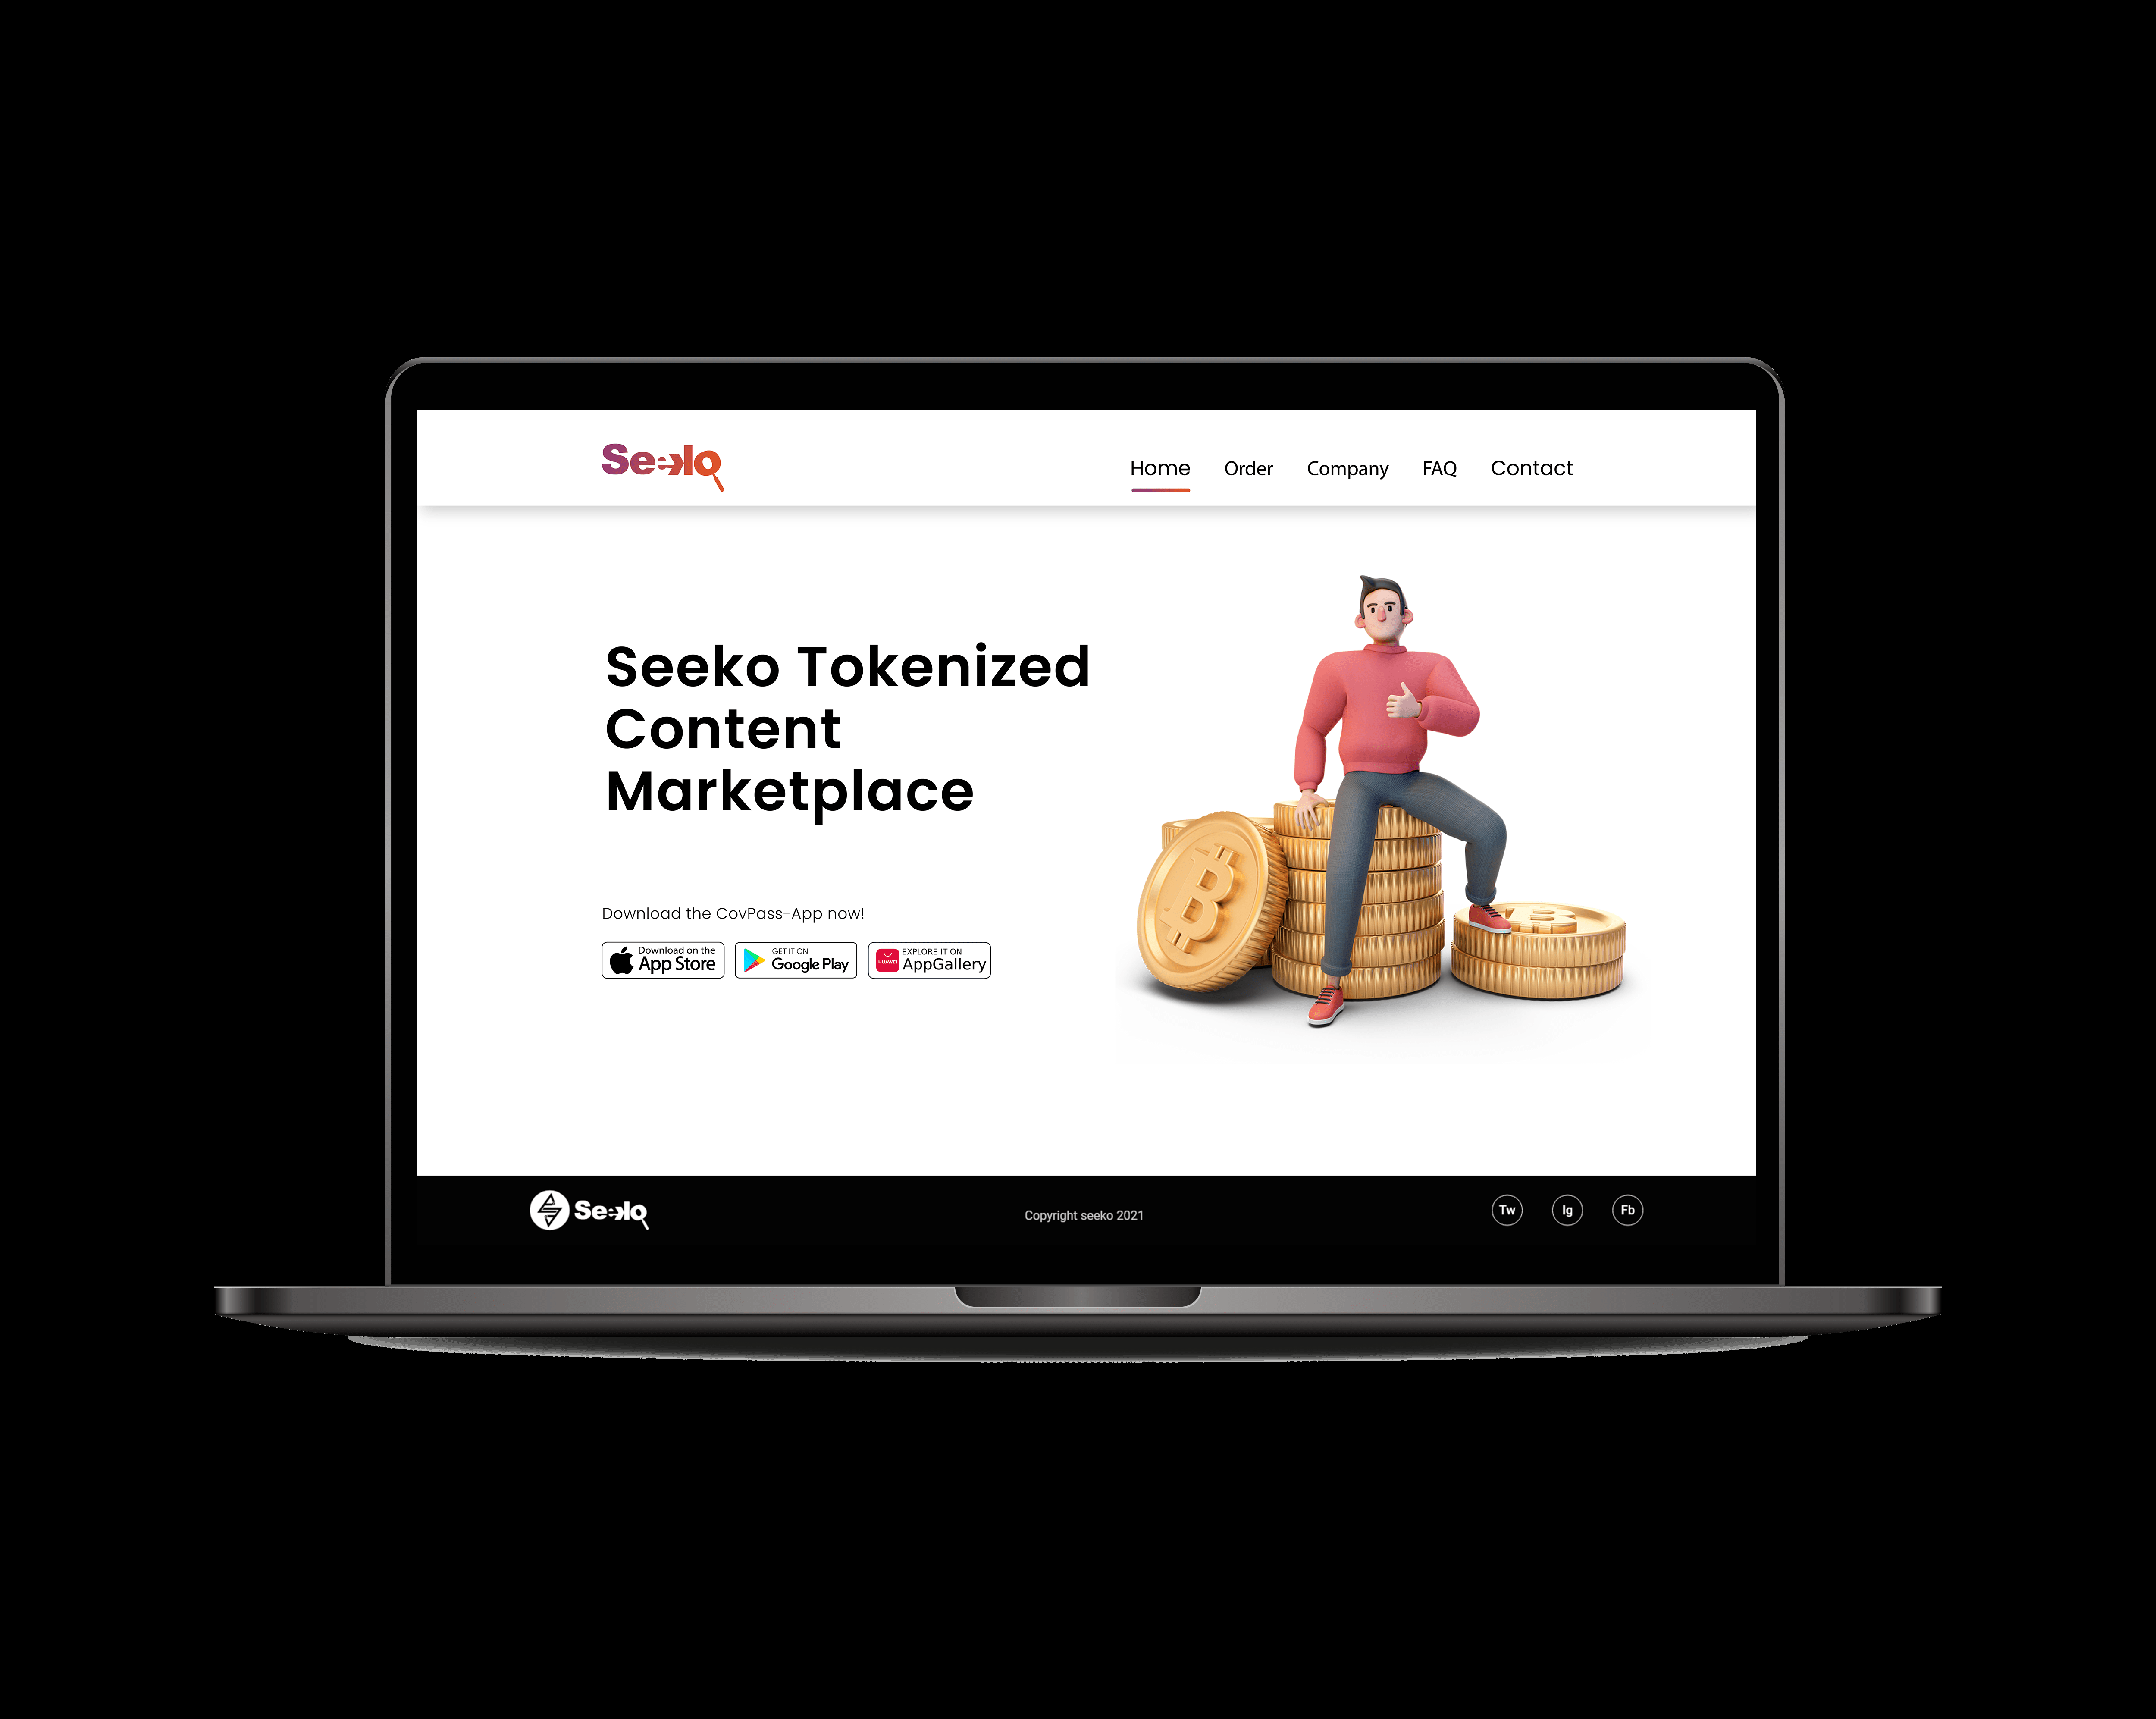 Seeko
Home Order Company FAQ Contact
Seeko Tokenized
Content
Marketplace
Download the CovPass-App now!
Download on the
App Store
GET IT ON
Google Play
HUAWEI
EXPLORE IT ON
AppGallery
Seeko
Copyright seeko 2021
Tw Ig Fb